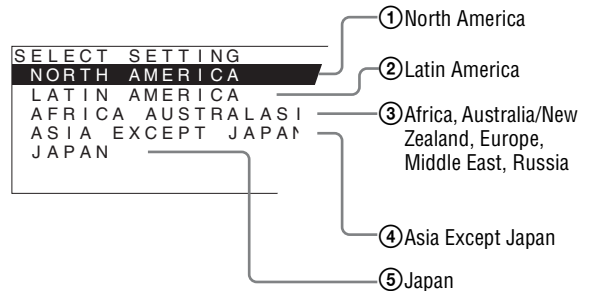 SELECT SETTING
NORTH AMERICA
LATIN AMERICA
AFRICA AUSTRALASI
ASIA EXCEPT JAPAN
JAPAN
①North America
②Latin America
③Africa, Australia/New
Zealand, Europe,
Middle East, Russia
④Asia Except Japan
⑤Japan